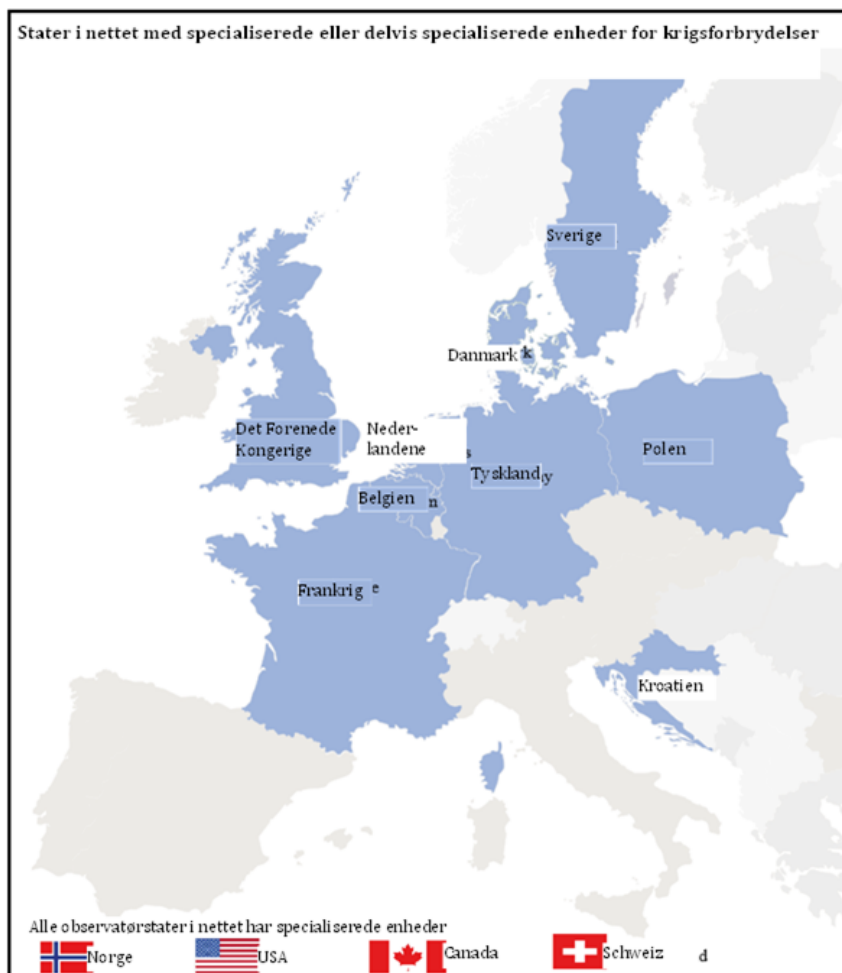 Stater i nettet med specialiserede eller delvis specialiserede enheder for krigsforbrydelser
Sverige
Danmark k
Det Forenede
Kongerige
Neder-
landene
s
Polen
Tyskland y
Belgien n
Frankrig e
Kroatien
Alle observatørstater i nettet har specialiserede enheder
Norge USA Canada Schweiz d